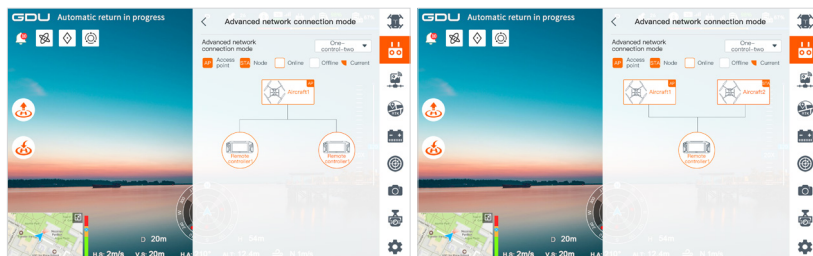 GDU Automatic return in progress
Advanced network connection mode
Advanced network
connection mode
One-
control-two
AP Access
point
STA Node
Online
Offline
Current
AP
Aircraft1
Remote
controller1
Remote
controller
D 20m
H.S: 2m/s V.S: 20m
GDU Automatic return in progress
Advanced network connection mode
Advanced network
connection mode
One-
control-two
AP Access
point
STA Node
Online
Offline
Current
Aircraft1
Aircraft2
Remote
controller1
D 20m
H.S: 2m/s V.S: 20m